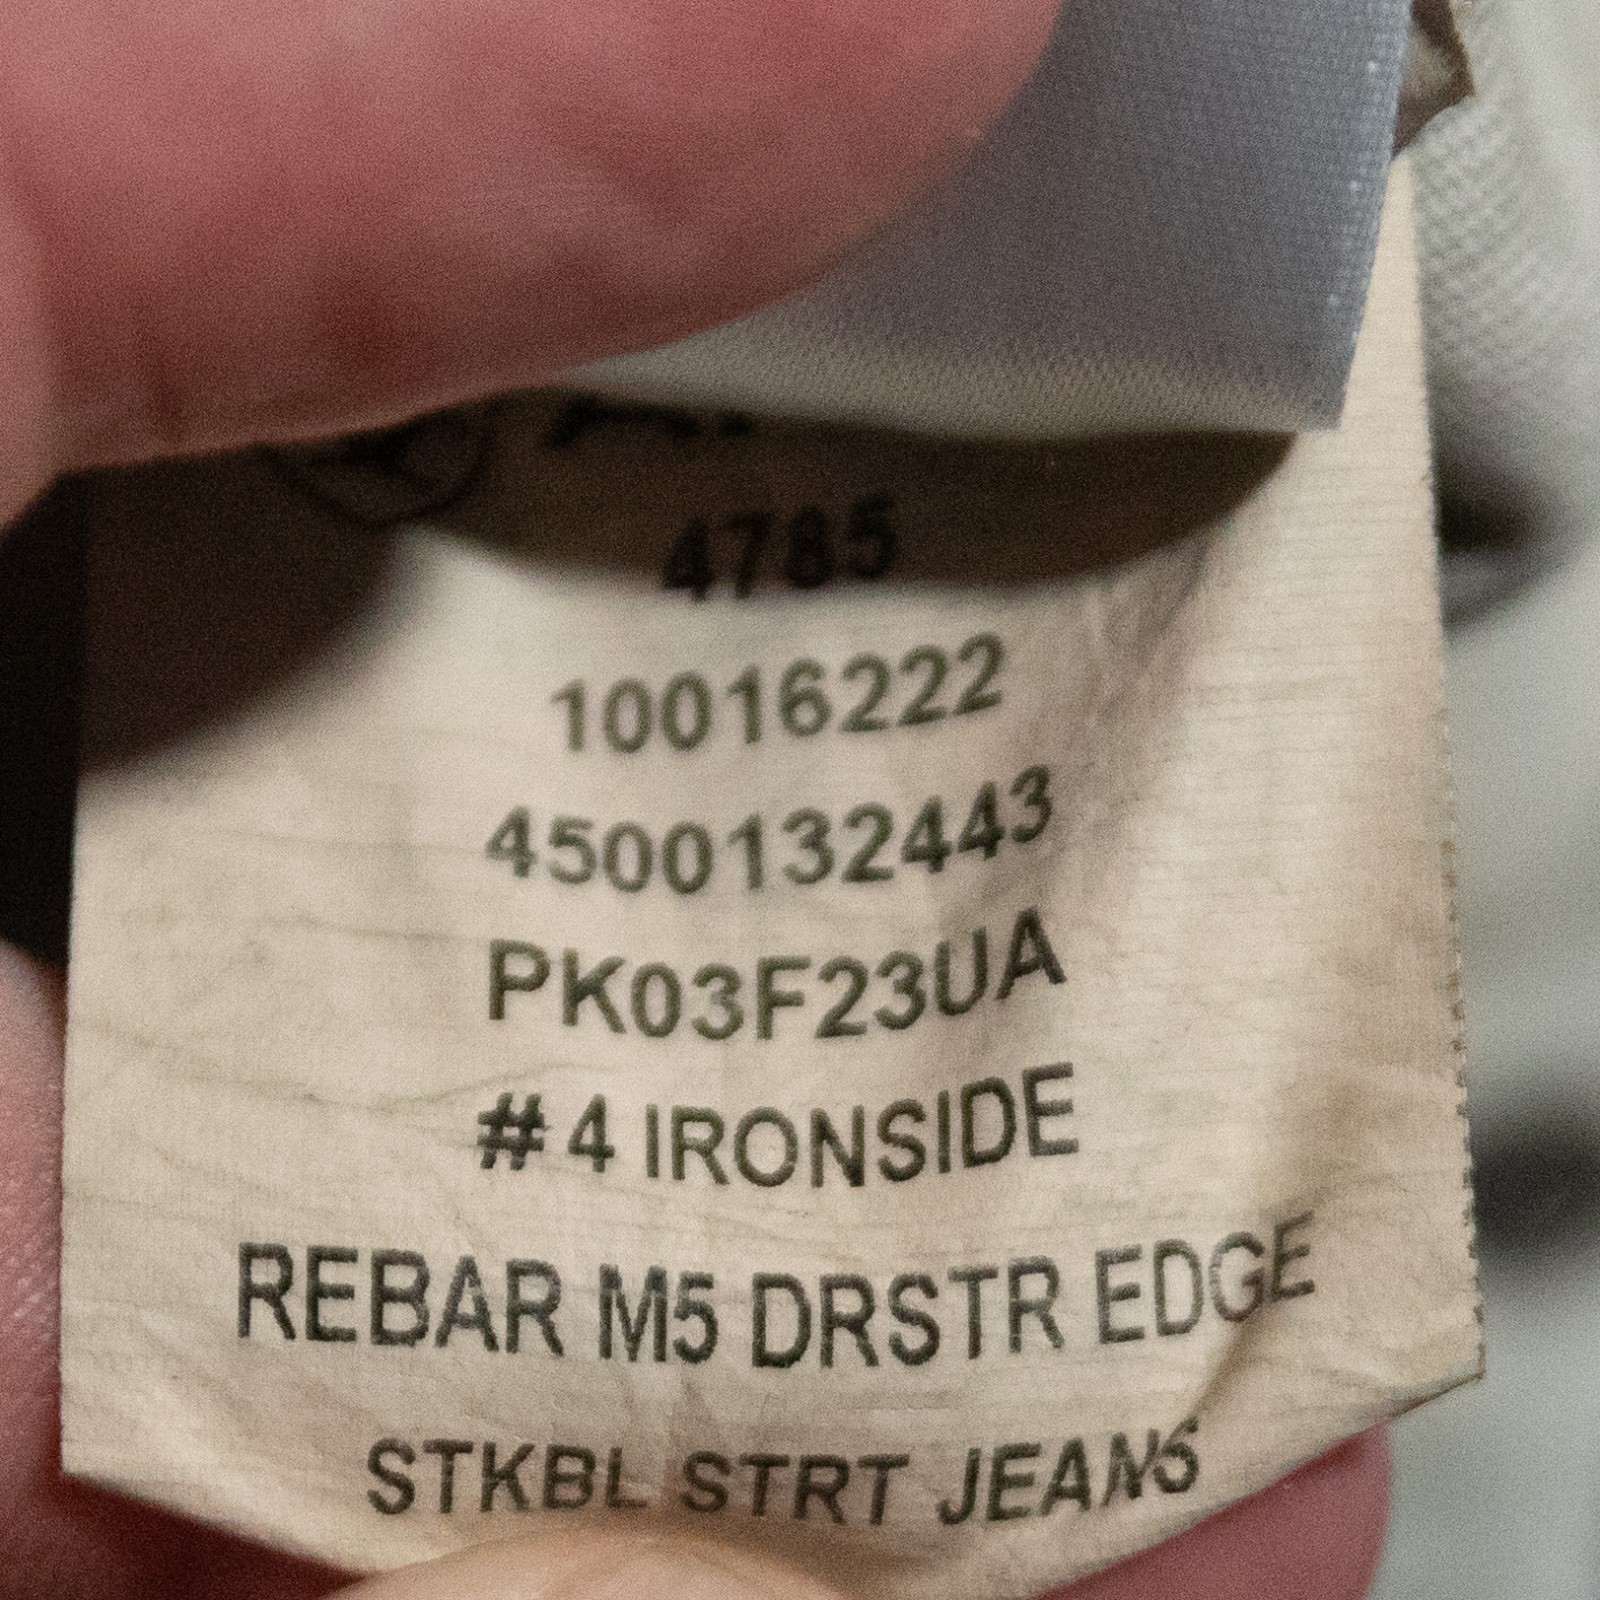 4785
10016222
4500132443
PK03F23UA
#4 IRONSIDE
REBAR M5 DRSTR EDGE
STKBL STRT JEANS